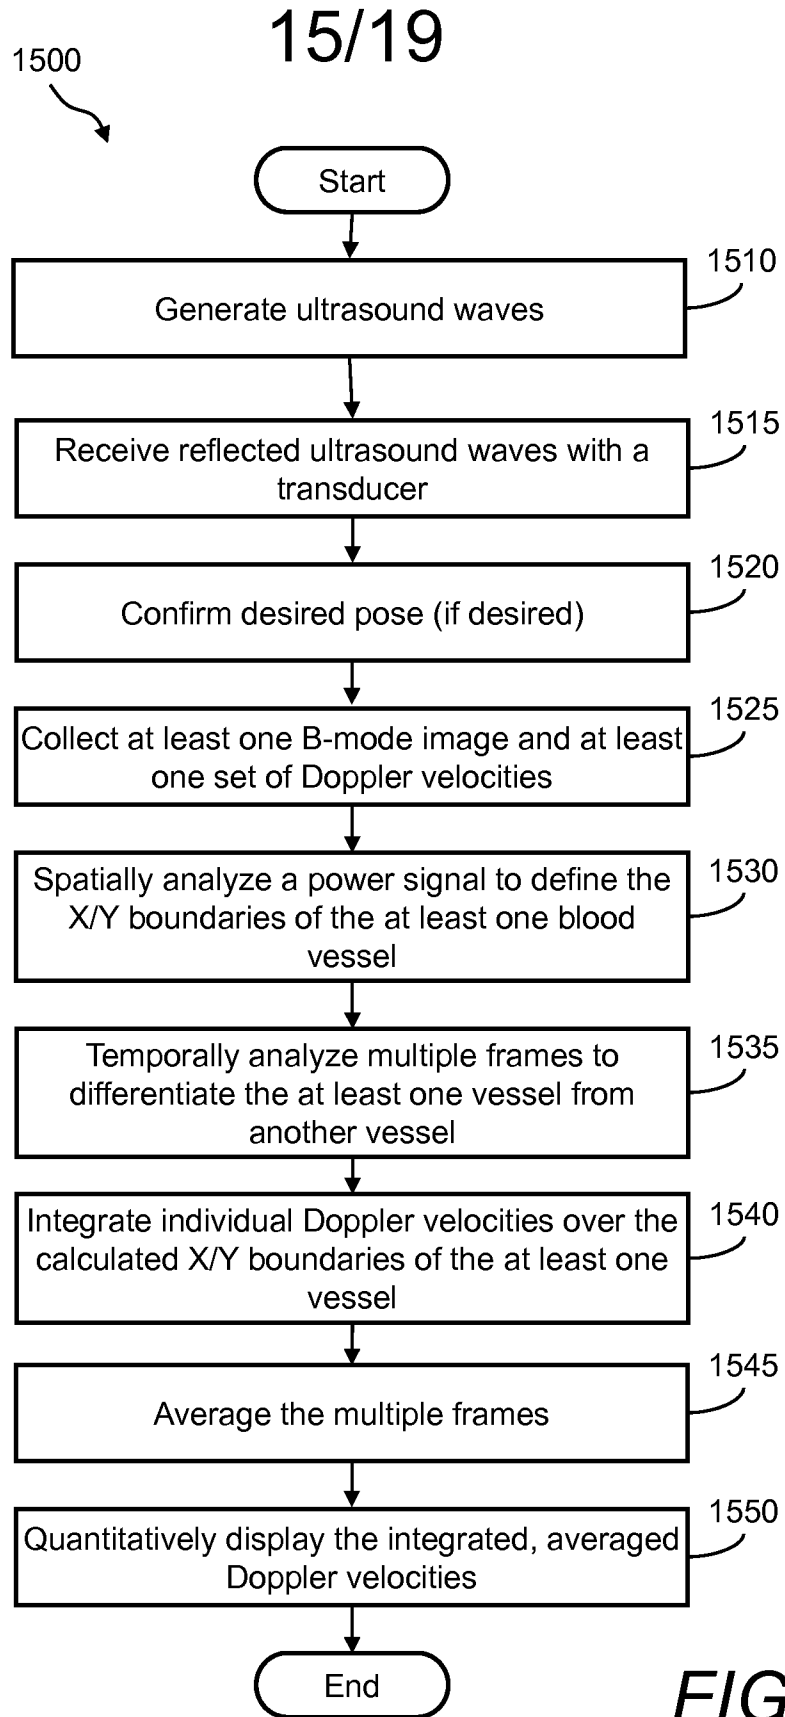 15/19
1500
Start
1510
Generate ultrasound waves
1515
Receive reflected ultrasound waves with a
transducer
1520
Confirm desired pose (if desired)
1525
Collect at least one B-mode image and at least
one set of Doppler velocities
1530
Spatially analyze a power signal to define the
X/Y boundaries of the at least one blood
vessel
1535
Temporally analyze multiple frames to
differentiate the at least one vessel from
another vessel
1540
Integrate individual Doppler velocities over the
calculated X/Y boundaries of the at least one
vessel
1545
Average the multiple frames
1550
Quantitatively display the integrated, averaged
Doppler velocities
End
FIG